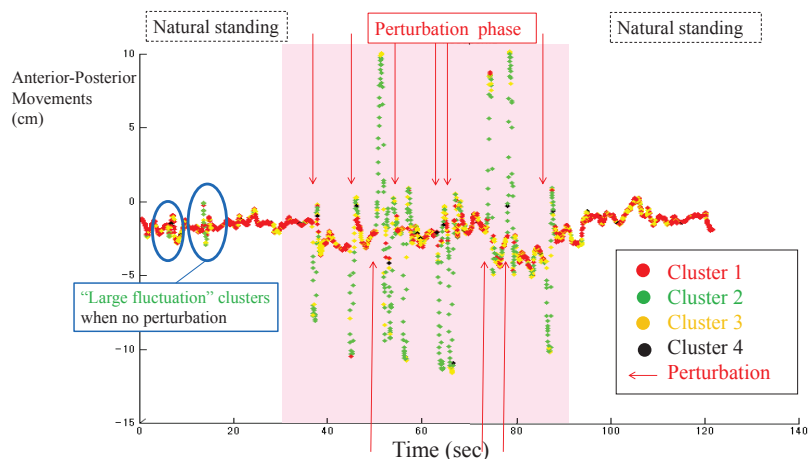 Natural standing
Perturbation phase
Natural standing
Anterior-Posterior
Movements
(cm)
10
5
0
−5
−10
−15
“Large fluctuation” clusters
when no perturbation
Cluster 1
Cluster 2
Cluster 3
Cluster 4
Perturbation
0
20
40
60
80
100
120
140
Time (sec)